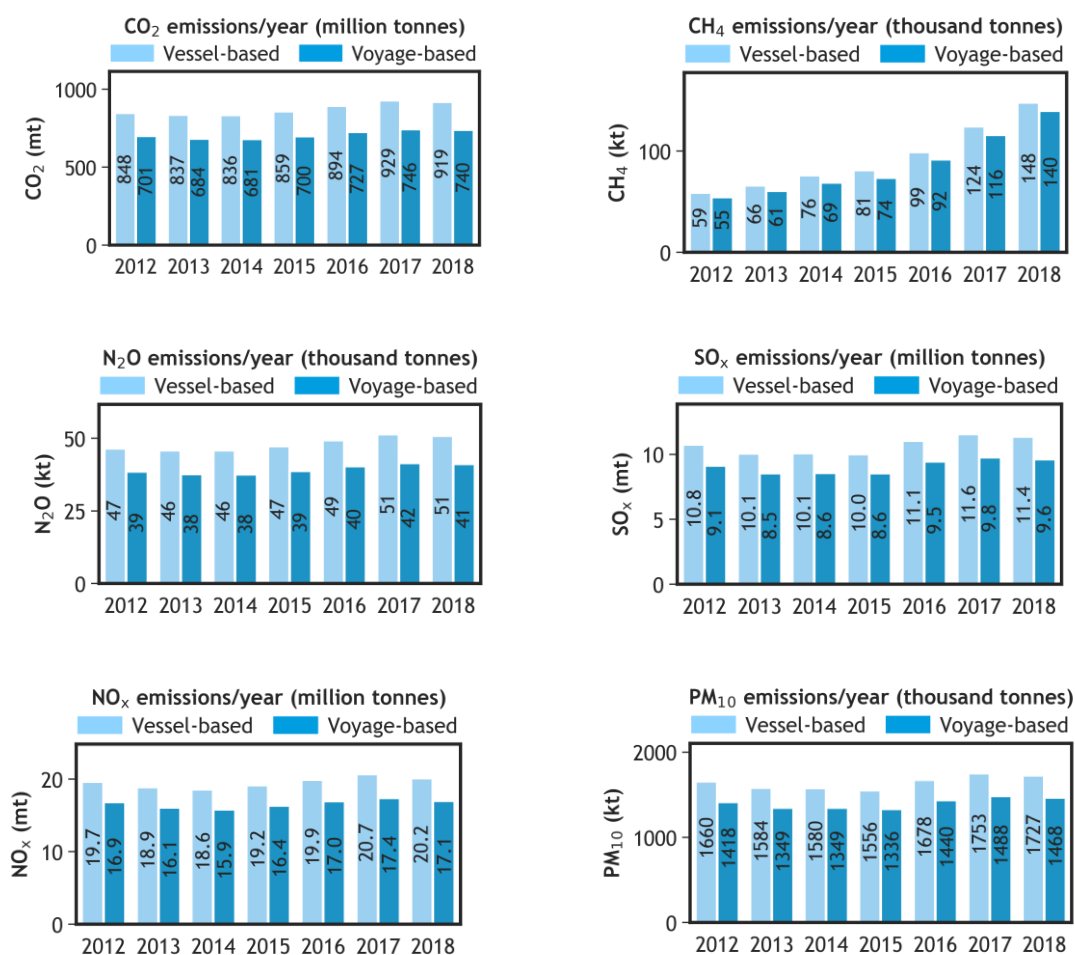 CO₂ emissions/year (million tonnes)
Vessel-based Voyage-based
CO₂ (mt)
1000
500
0
848 701 837 684 836 681 859 700 894 727 929 746 919 740
2012 2013 2014 2015 2016 2017 2018
CH₄ emissions/year (thousand tonnes)
Vessel-based Voyage-based
CH₄ (kt)
100
0
59 55 66 61 76 69 81 74 99 92 124 116 148 140
2012 2013 2014 2015 2016 2017 2018
N₂O emissions/year (thousand tonnes)
Vessel-based Voyage-based
N₂O (kt)
50
25
0
47 39 46 38 46 38 47 39 49 40 51 42 51 41
2012 2013 2014 2015 2016 2017 2018
SOₓ emissions/year (million tonnes)
Vessel-based Voyage-based
SOₓ (mt)
10
5
0
10.8 9.1 10.1 8.5 10.1 8.6 10.0 8.6 11.1 9.5 11.6 9.8 11.4 9.6
2012 2013 2014 2015 2016 2017 2018
NOₓ emissions/year (million tonnes)
Vessel-based Voyage-based
NOₓ (mt)
20
10
0
19.7 16.9 18.9 16.1 18.6 15.9 19.2 16.4 19.9 17.0 20.7 17.4 20.2 17.1
2012 2013 2014 2015 2016 2017 2018
PM₁₀ emissions/year (thousand tonnes)
Vessel-based Voyage-based
PM₁₀ (kt)
2000
1000
0
1660 1418 1584 1349 1580 1349 1556 1336 1678 1440 1753 1488 1727 1468
2012 2013 2014 2015 2016 2017 2018